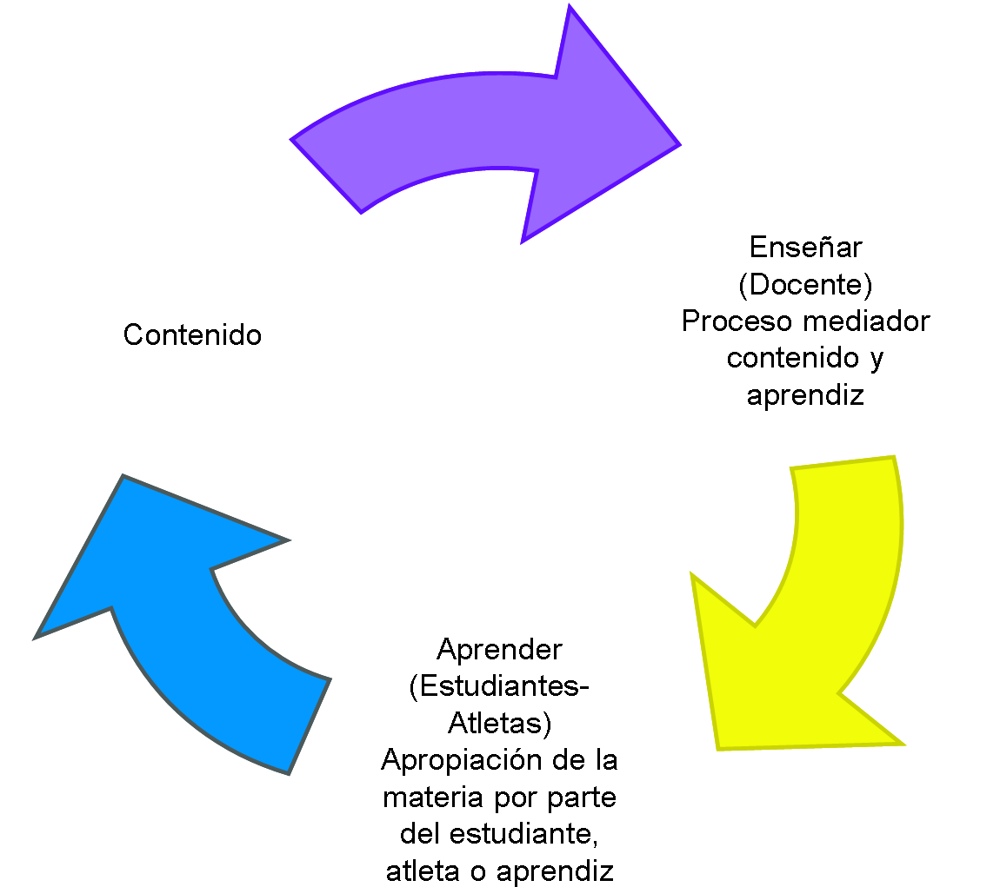 Contenido
Enseñar
(Docente)
Proceso mediador
contenido y
aprendiz
Aprender
(Estudiantes-
Atletas)
Apropiación de la
materia por parte
del estudiante,
atleta o aprendiz